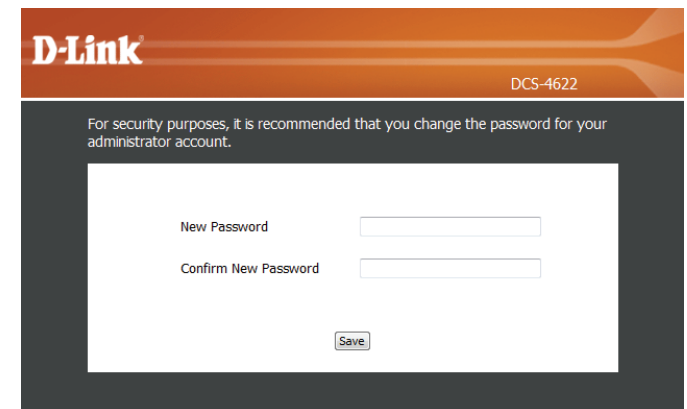 D-Link
DCS-4622
For security purposes, it is recommended that you change the password for your
administrator account.
New Password
Confirm New Password
Save